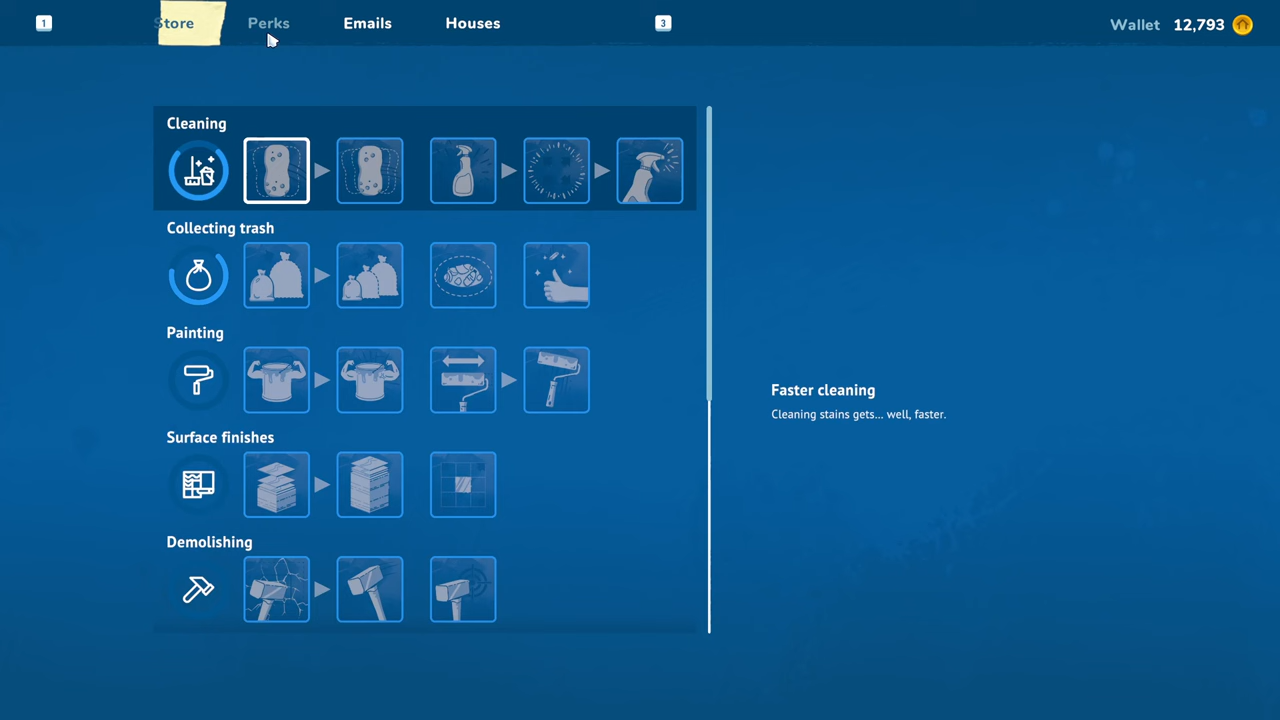 1
Store
Perks
Emails
Houses
3
Wallet 12,793
Cleaning
Collecting trash
Painting
Surface finishes
Demolishing
Faster cleaning
Cleaning stains gets... well, faster.